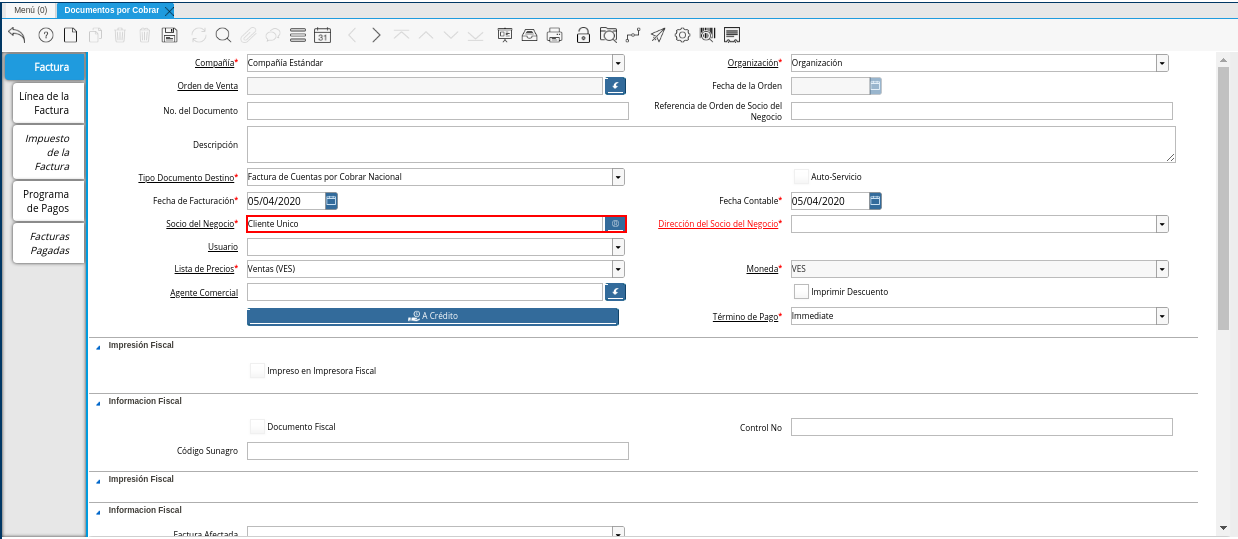 Menú (0)
Documentos por Cobrar
31
Factura
Línea de la
Factura
Impuesto
de la
Factura
Programa
de Pagos
Facturas
Pagadas
Compañía*
Compañía Estándar
Organización*
Organización
Orden de Venta
Fecha de la Orden
No. del Documento
Referencia de Orden de Socio del
Negocio
Descripción
Tipo Documento Destino*
Factura de Cuentas por Cobrar Nacional
Auto-Servicio
Fecha de Facturación*
05/04/2020
Fecha Contable*
05/04/2020
Socio del Negocio*
Cliente Unico
Dirección del Socio del Negocio*
Usuario
Lista de Precios*
Ventas (VES)
Moneda*
VES
Agente Comercial
Imprimir Descuento
A Crédito
Término de Pago*
Immediate
Impresión Fiscal
Impreso en Impresora Fiscal
Informacion Fiscal
Documento Fiscal
Control No
Código Sunagro
Impresión Fiscal
Informacion Fiscal
Factura Afectada